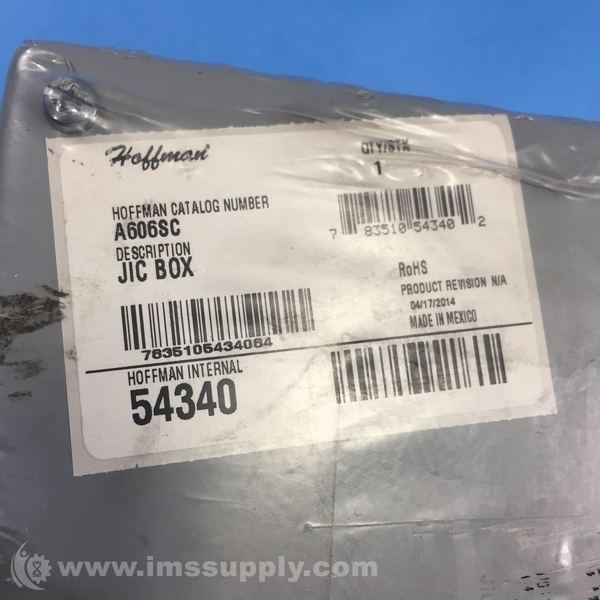 Hoffman
QTY/STK
1
HOFFMAN CATALOG NUMBER
A606SC
DESCRIPTION
JIC BOX
7 83510 54340 2
RoHS
PRODUCT REVISION N/A
04/17/2014
MADE IN MEXICO
7835105434084
HOFFMAN INTERNAL
54340
www.imssupply.com